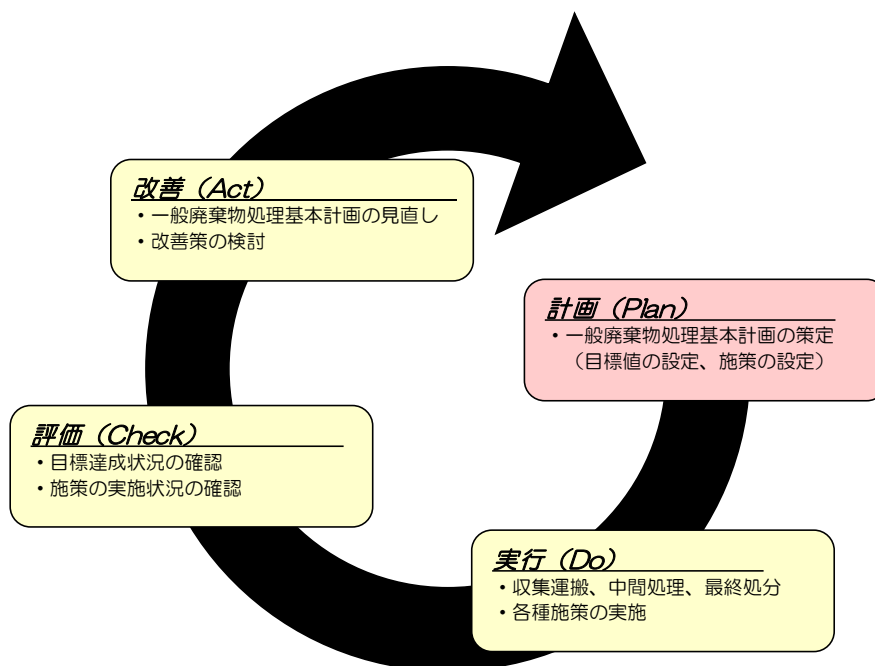 改善（Act）
・一般廃棄物処理基本計画の見直し
・改善策の検討
計画（Plan）
・一般廃棄物処理基本計画の策定
（目標値の設定、施策の設定）
評価（Check）
・目標達成状況の確認
・施策の実施状況の確認
実行（Do）
・収集運搬、中間処理、最終処分
・各種施策の実施